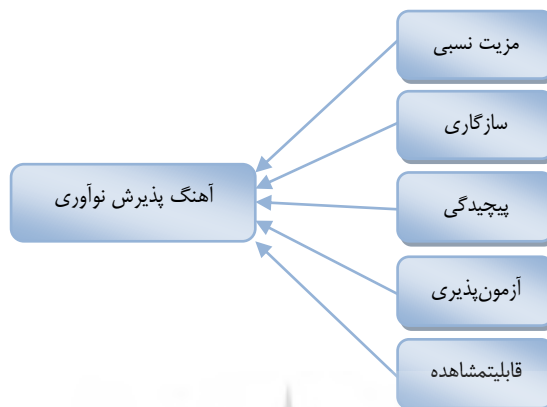 مزیت نسبی
سازگاری
آهنگ پذیرش نوآوری
پیچیدگی
آزمون‌پذیری
قابلیتمشاهده